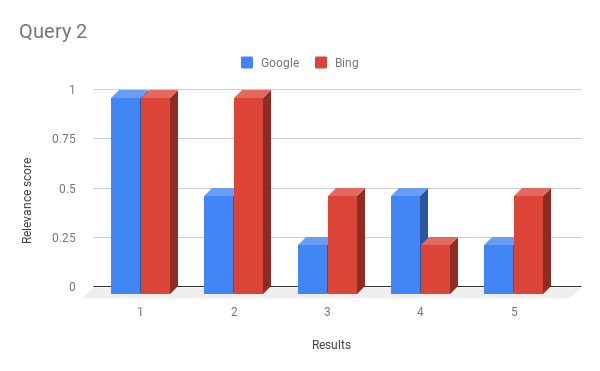 Query 2
Google Bing
1
0.75
0.5
0.25
0
Relevance score
1 2 3 4 5
Results